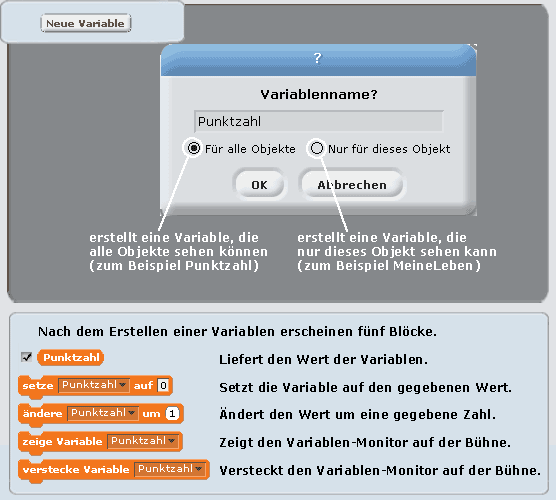 Neue Variable
?
Variablenname?
Punktzahl
Für alle Objekte Nur für dieses Objekt
OK Abbrechen
erstellt eine Variable, die
alle Objekte sehen können
(zum Beispiel Punktzahl)
erstellt eine Variable, die
nur dieses Objekt sehen kann
(zum Beispiel MeineLeben)
Nach dem Erstellen einer Variablen erscheinen fünf Blöcke.
Punktzahl Liefert den Wert der Variablen.
setze Punktzahl auf 0 Setzt die Variable auf den gegebenen Wert.
ändere Punktzahl um 1 Ändert den Wert um eine gegebene Zahl.
zeige Variable Punktzahl Zeigt den Variablen-Monitor auf der Bühne.
verstecke Variable Punktzahl Versteckt den Variablen-Monitor auf der Bühne.